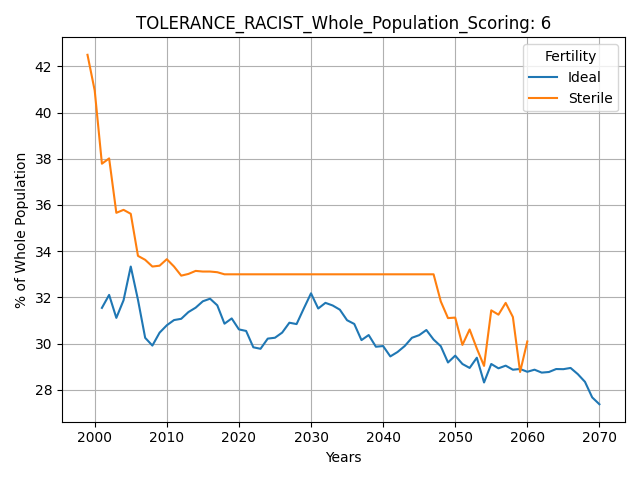 TOLERANCE_RACIST_Whole_Population_Scoring: 6
Fertility
Ideal
Sterile
% of Whole Population
42
40
38
36
34
32
30
28
2000 2010 2020 2030 2040 2050 2060 2070
Years